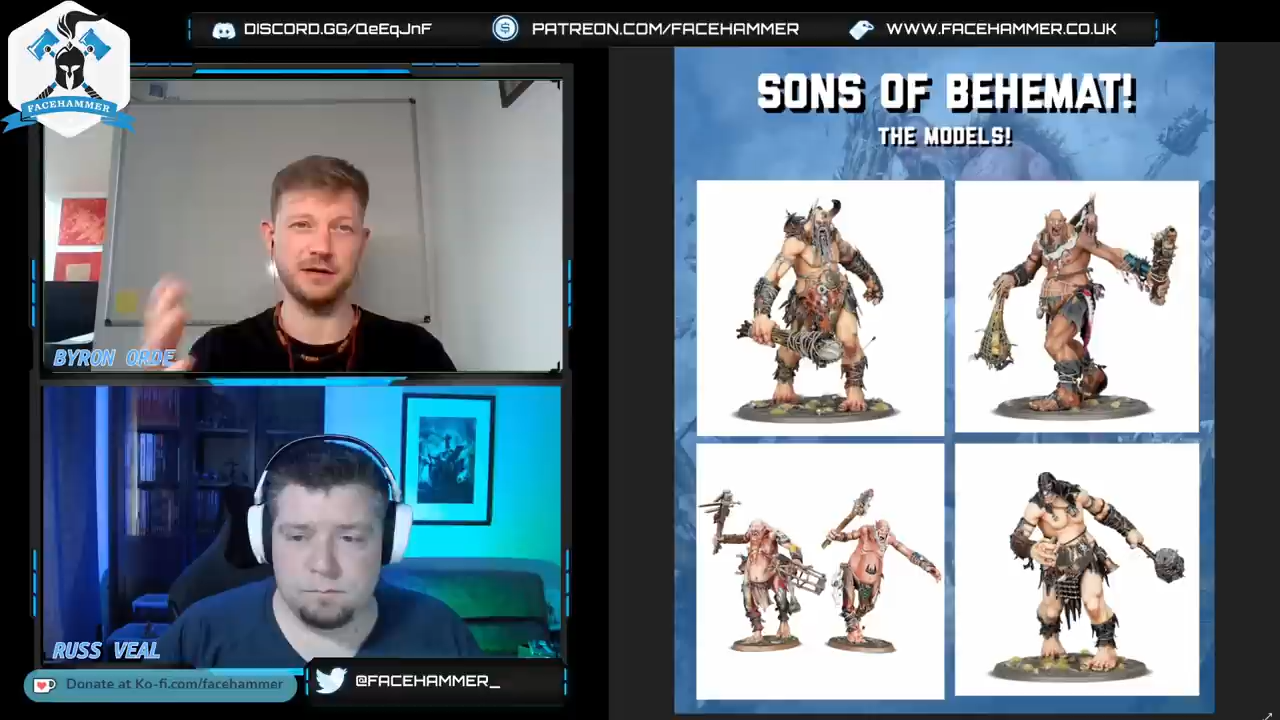 DISCORD.GG/QeEqJnF
PATREON.COM/FACEHAMMER
WWW.FACEHAMMER.CO.UK
FACEHAMMER
SONS OF BEHEMAT!
THE MODELS!
BYRON ORDE
RUSS VEAL
Donate at Ko-fi.com/facehammer
@FACEHAMMER_